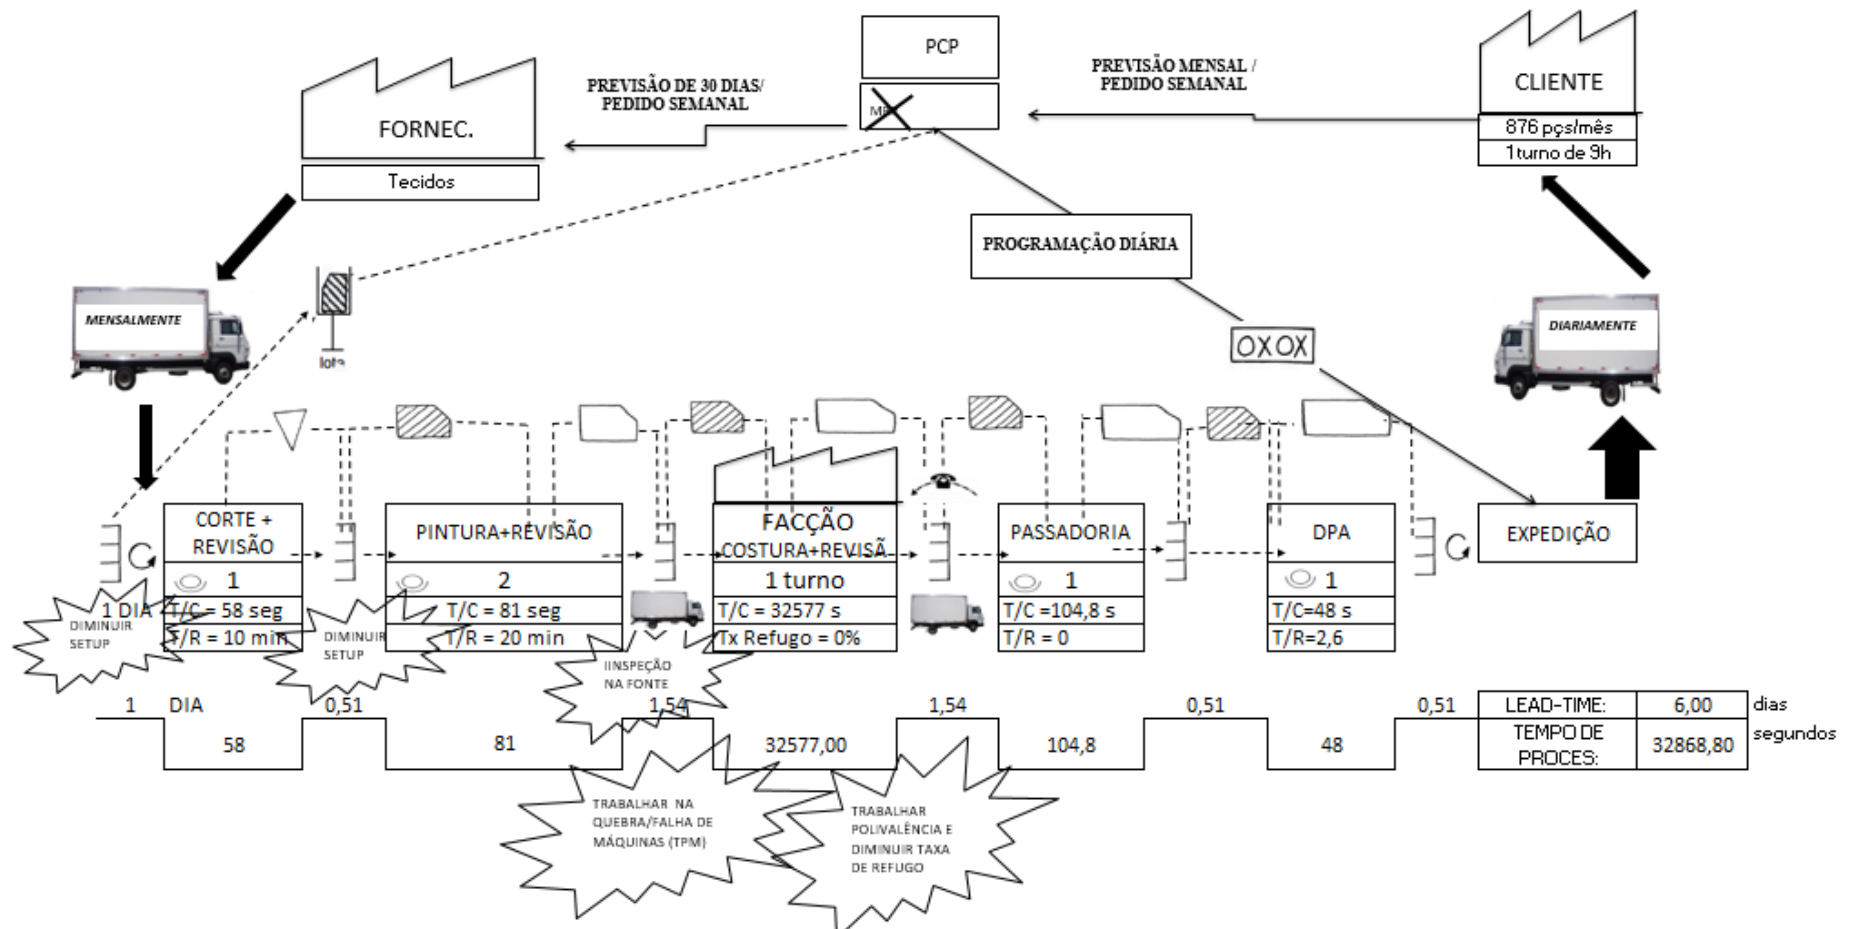 PCP
PREVISÃO DE 30 DIAS/
PEDIDO SEMANAL
PREVISÃO MENSAL /
PEDIDO SEMANAL
CLIENTE
876 pçs/mês
1 turno de 9h
FORNEC.
Tecidos
PROGRAMAÇÃO DIÁRIA
MENSALMENTE
DIARIAMENTE
OXOX
CORTE +
REVISÃO
1
T/C = 58 seg
T/R = 10 min
PINTURA+REVISÃO
2
T/C = 81 seg
T/R = 20 min
FACÇÃO
COSTURA+REVISÃ
1 turno
T/C = 32577 s
Tx Refugo = 0%
PASSADORIA
1
T/C =104,8 s
T/R = 0
DPA
1
T/C=48 s
T/R=2,6
EXPEDIÇÃO
1 DIA
DIMINUIR
SETUP
DIMINUIR
SETUP
IINSPEÇÃO
NA FONTE
1 DIA
0,51
1,54
1,54
0,51
0,51
58
81
32577,00
104,8
48
LEAD-TIME:
6,00
dias
TEMPO DE
PROCES:
32868,80
segundos
TRABALHAR NA
QUEBRA/FALHA DE
MÁQUINAS (TPM)
TRABALHAR
POLIVALÊNCIA E
DIMINUIR TAXA
DE REFUGO